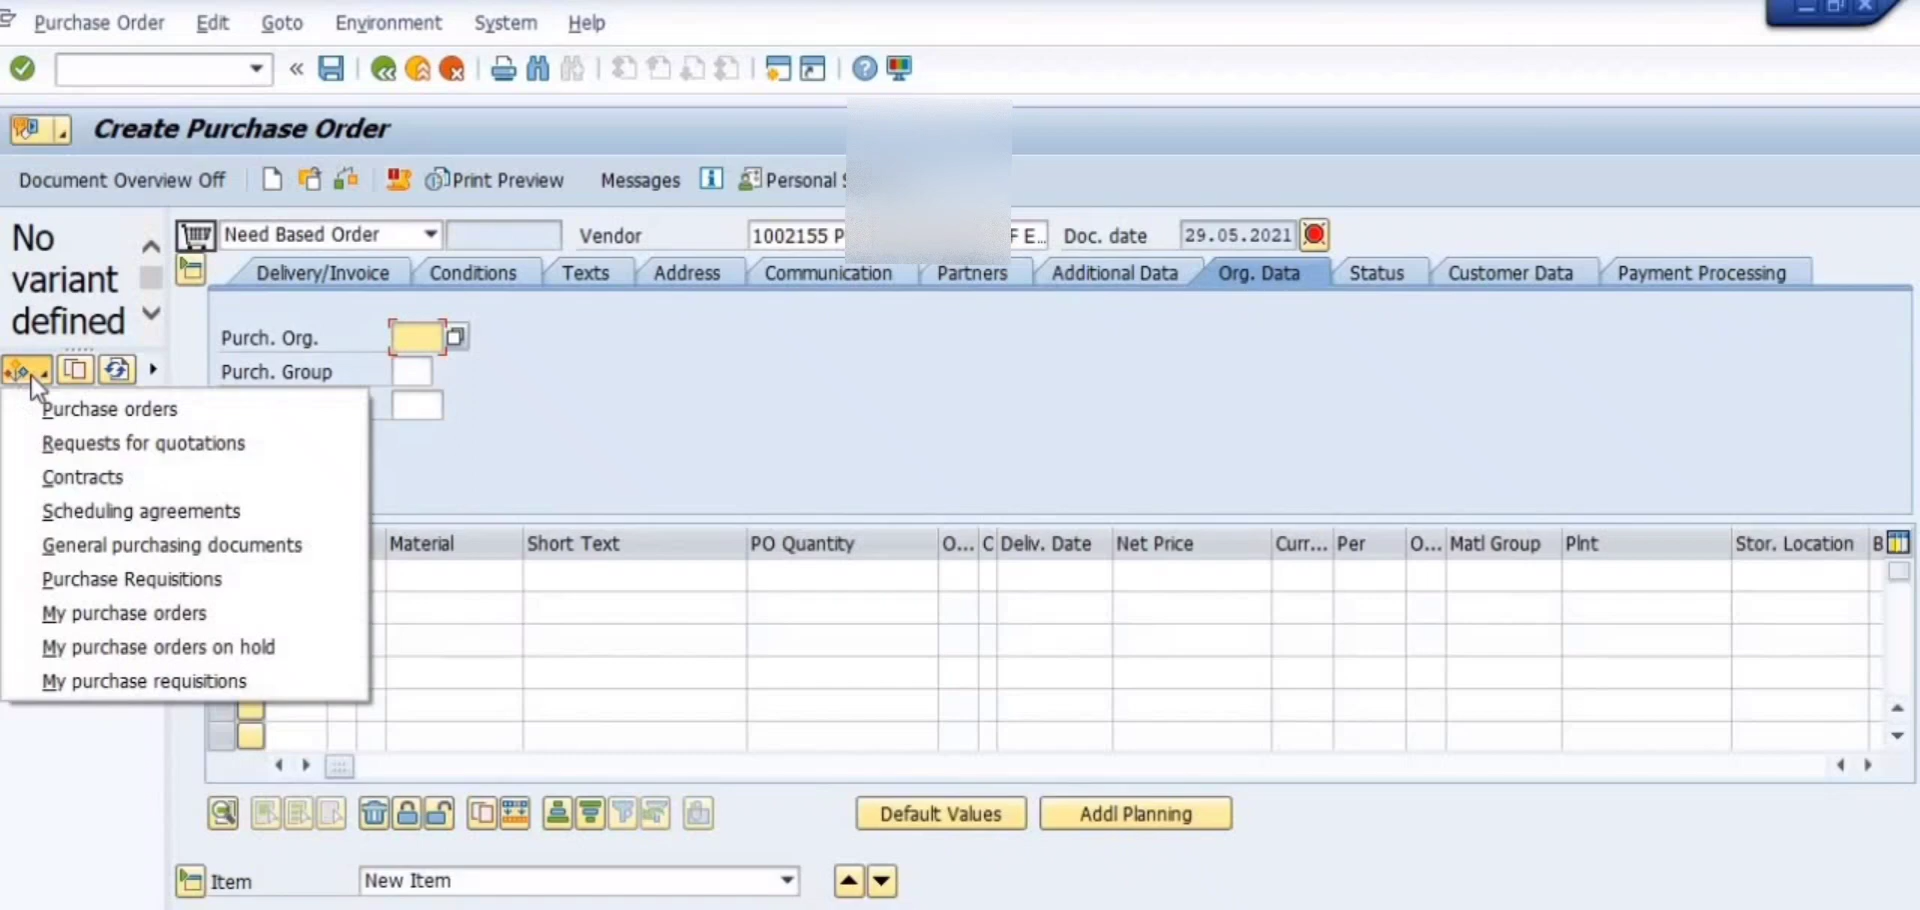 Purchase Order Edit Goto Environment System Help
Create Purchase Order
Document Overview Off Print Preview Messages Personal
No variant defined
Need Based Order Vendor 1002155 P F E... Doc. date 29.05.2021
Delivery/Invoice Conditions Texts Address Communication Partners Additional Data Org. Data Status Customer Data Payment Processing
Purch. Org.
Purch. Group
Purchase orders
Requests for quotations
Contracts
Scheduling agreements
General purchasing documents
Purchase Requisitions
My purchase orders
My purchase orders on hold
My purchase requisitions
Material Short Text PO Quantity O... C Deliv. Date Net Price Curr... Per O... Matl Group Plnt Stor. Location B
Default Values Addl Planning
Item New Item